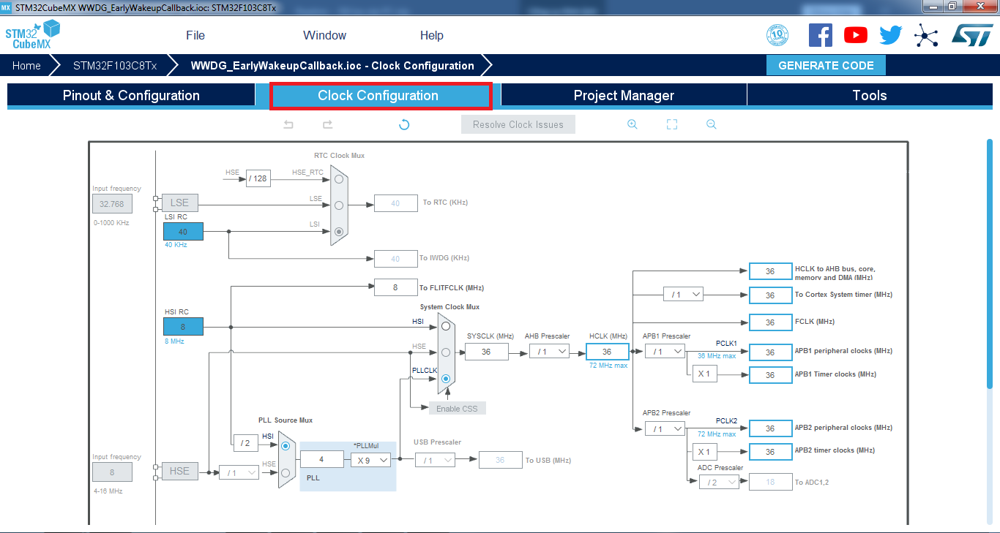 MX STM32CubeMX WWDG_EarlyWakeupCallback.ioc: STM32F103C8Tx
STM32
CubeMX
File
Window
Help
10
ST
Home
STM32F103C8Tx
WWDG_EarlyWakeupCallback.ioc - Clock Configuration
GENERATE CODE
Pinout & Configuration
Clock Configuration
Project Manager
Tools
Resolve Clock Issues
RTC Clock Mux
HSE
/ 128
HSE_RTC
Input frequency
32.768
0-1000 KHz
LSE
LSE
40
To RTC (KHz)
LSI RC
40
40 KHz
LSI
40
To IWDG (KHz)
8
To FLITFCLK (MHz)
System Clock Mux
HSI RC
8
8 MHz
HSI
HSE
PLLCLK
Enable CSS
SYSCLK (MHz)
36
AHB Prescaler
/ 1
HCLK (MHz)
36
72 MHz max
36
HCLK to AHB bus, core,
memory and DMA (MHz)
/ 1
36
To Cortex System timer (MHz)
36
FCLK (MHz)
APB1 Prescaler
/ 1
PCLK1
36 MHz max
36
APB1 peripheral clocks (MHz)
X 1
36
APB1 Timer clocks (MHz)
APB2 Prescaler
/ 1
PCLK2
72 MHz max
36
APB2 peripheral clocks (MHz)
X 1
36
APB2 timer clocks (MHz)
ADC Prescaler
/ 2
18
To ADC1,2
PLL Source Mux
/ 2
HSI
Input frequency
8
4-16 MHz
HSE
/ 1
HSE
4
*PLLMul
X 9
PLL
USB Prescaler
/ 1
36
To USB (MHz)